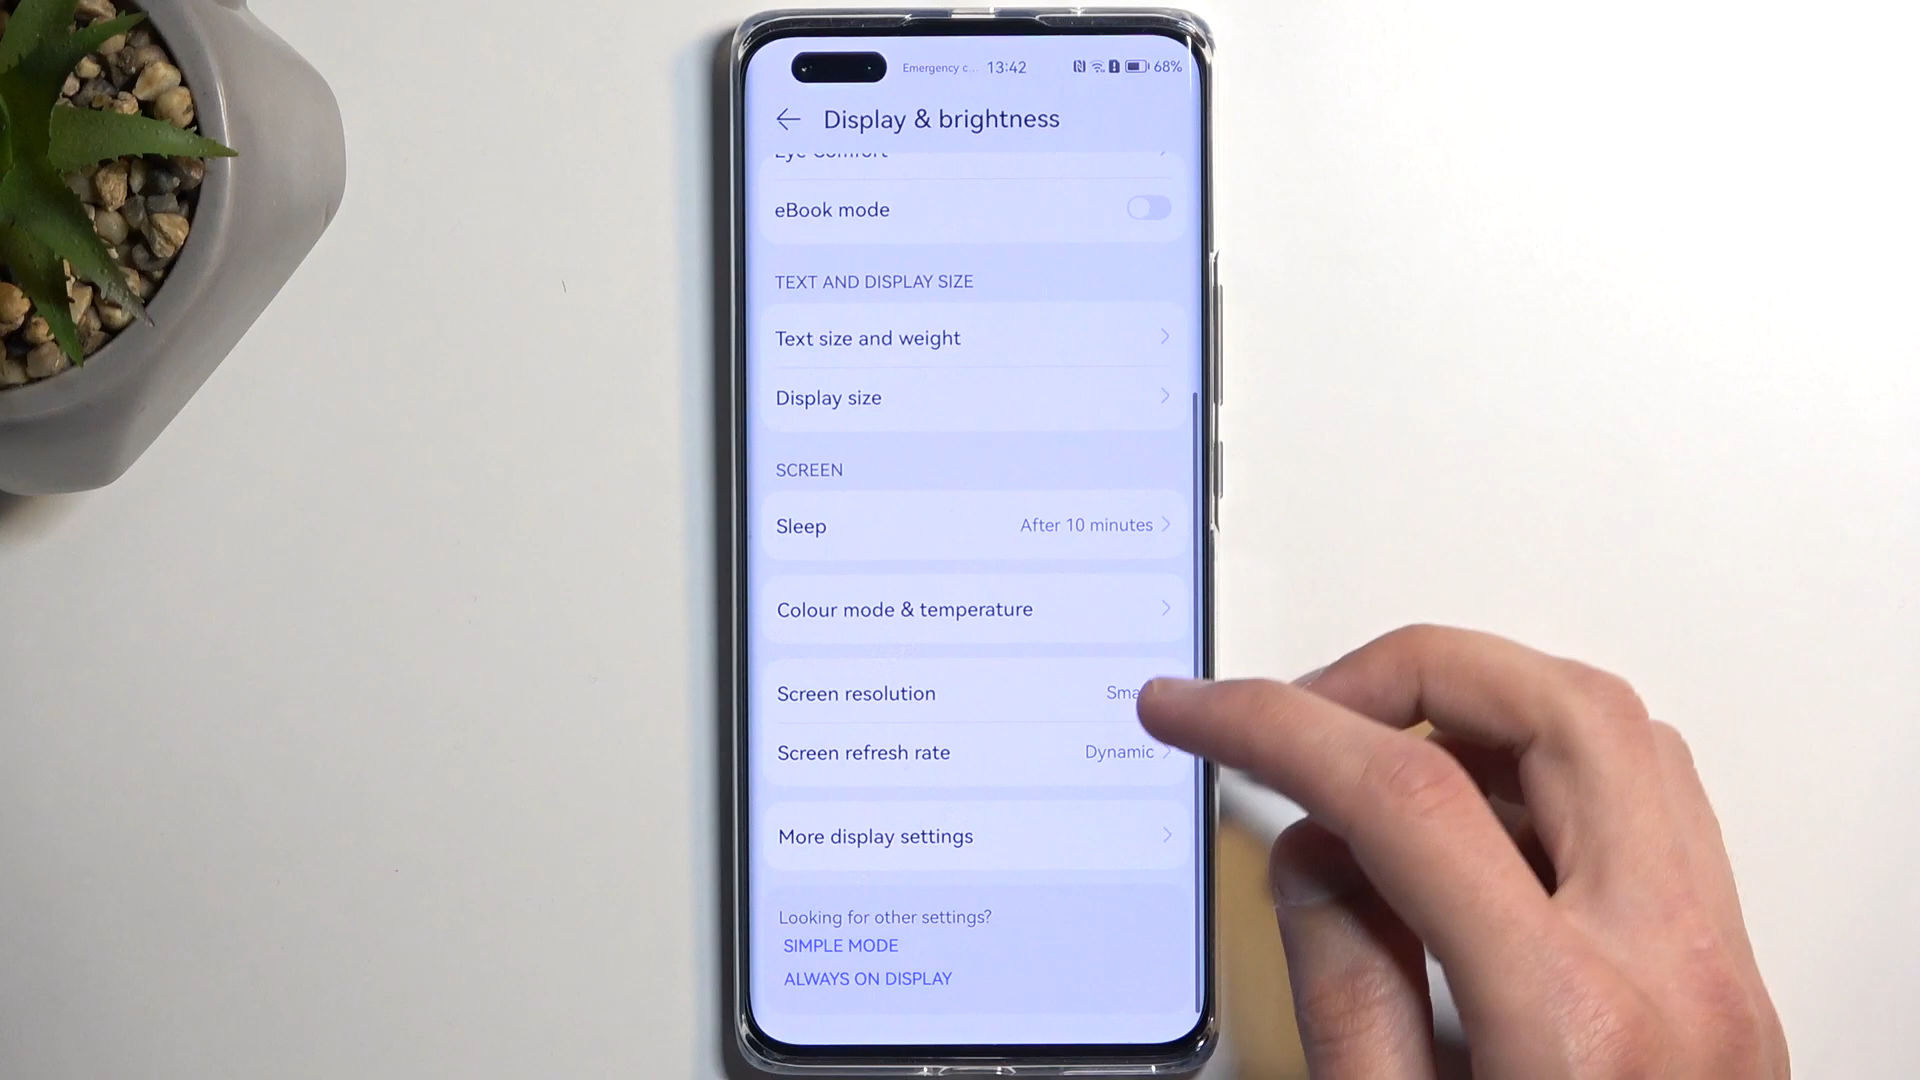 Emergency c... 13:42 68%
Display & brightness
Eye Comfort
eBook mode
TEXT AND DISPLAY SIZE
Text size and weight
Display size
SCREEN
Sleep After 10 minutes
Colour mode & temperature
Screen resolution
Screen refresh rate Dynamic
More display settings
Looking for other settings?
SIMPLE MODE
ALWAYS ON DISPLAY